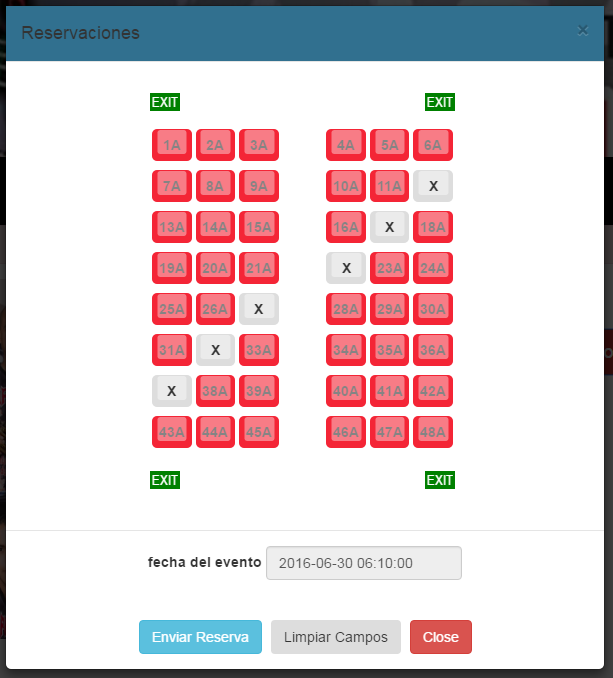 Reservaciones ×
EXIT EXIT
1A 2A 3A 4A 5A 6A
7A 8A 9A 10A 11A X
13A 14A 15A 16A X 18A
19A 20A 21A X 23A 24A
25A 26A X 28A 29A 30A
31A X 33A 34A 35A 36A
X 38A 39A 40A 41A 42A
43A 44A 45A 46A 47A 48A
EXIT EXIT
fecha del evento 2016-06-30 06:10:00
Enviar Reserva Limpiar Campos Close